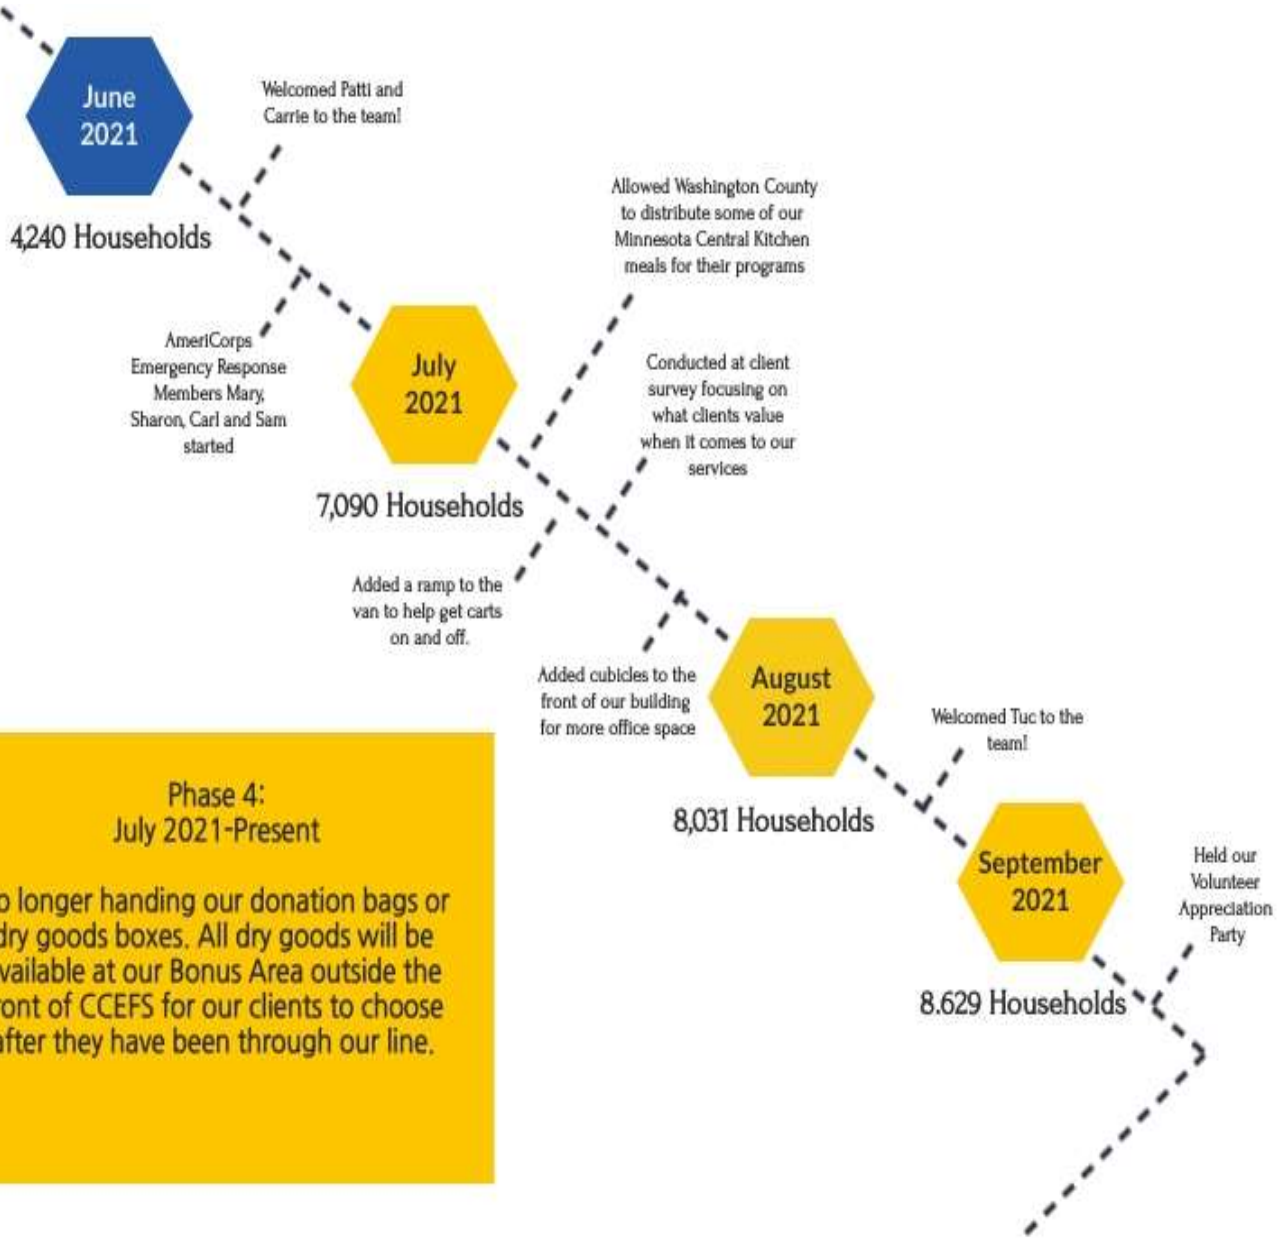 June
2021
4,240 Households
Welcomed Patti and
Carrie to the team!
AmeriCorps
Emergency Response
Members Mary,
Sharon, Carl and Sam
started
July
2021
7,090 Households
Allowed Washington County
to distribute some of our
Minnesota Central Kitchen
meals for their programs
Conducted at client
survey focusing on
what clients value
when it comes to our
services
Added a ramp to the
van to help get carts
on and off.
Added cubicles to the
front of our building
for more office space
August
2021
8,031 Households
Welcomed Tuc to the
team!
September
2021
8.629 Households
Held our
Volunteer
Appreciation
Party
Phase 4:
July 2021-Present
o longer handing our donation bags or
dry goods boxes. All dry goods will be
vailable at our Bonus Area outside the
ront of CCEFS for our clients to choose
after they have been through our line.